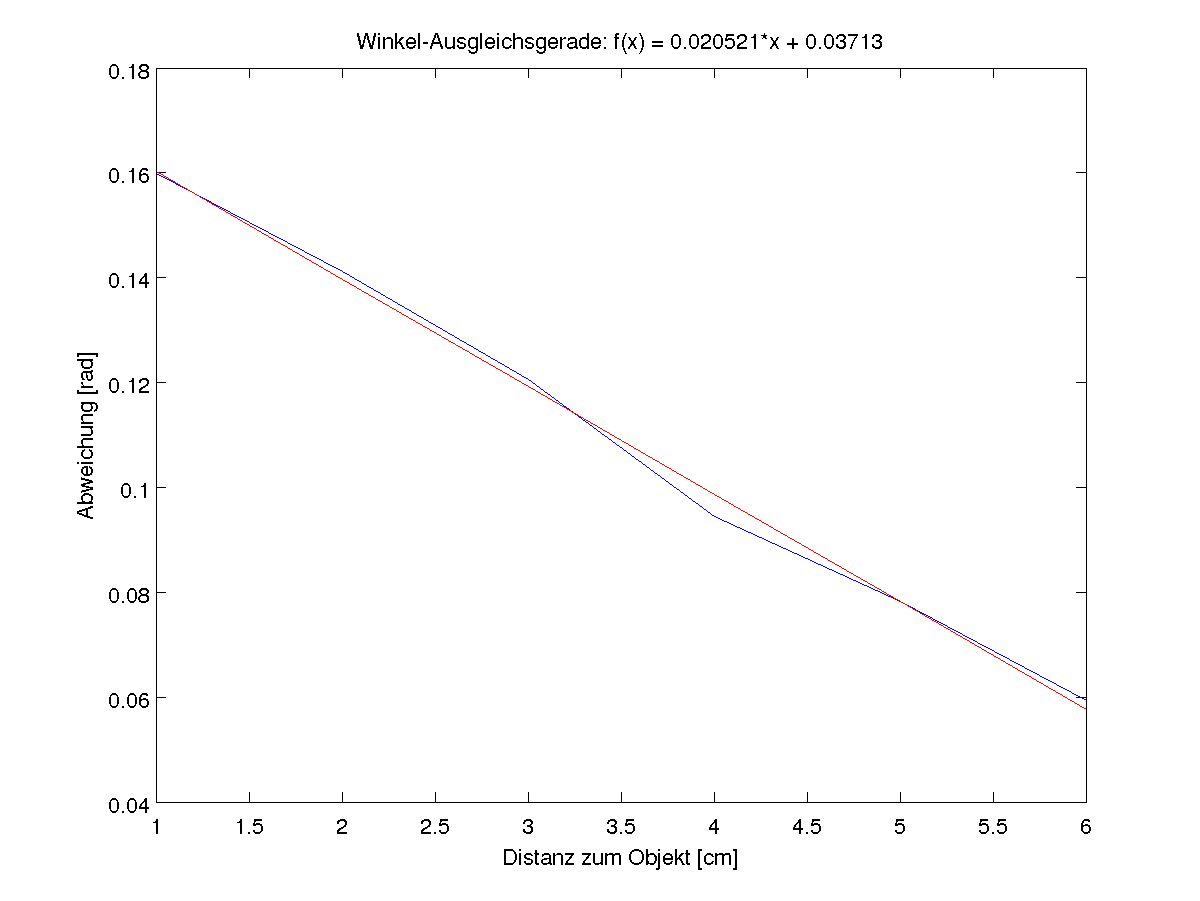 Winkel-Ausgleichsgerade: f(x) = 0.020521*x + 0.03713
0.18
0.16
0.14
0.12
0.1
0.08
0.06
0.04
Abweichung [rad]
1 1.5 2 2.5 3 3.5 4 4.5 5 5.5 6
Distanz zum Objekt [cm]